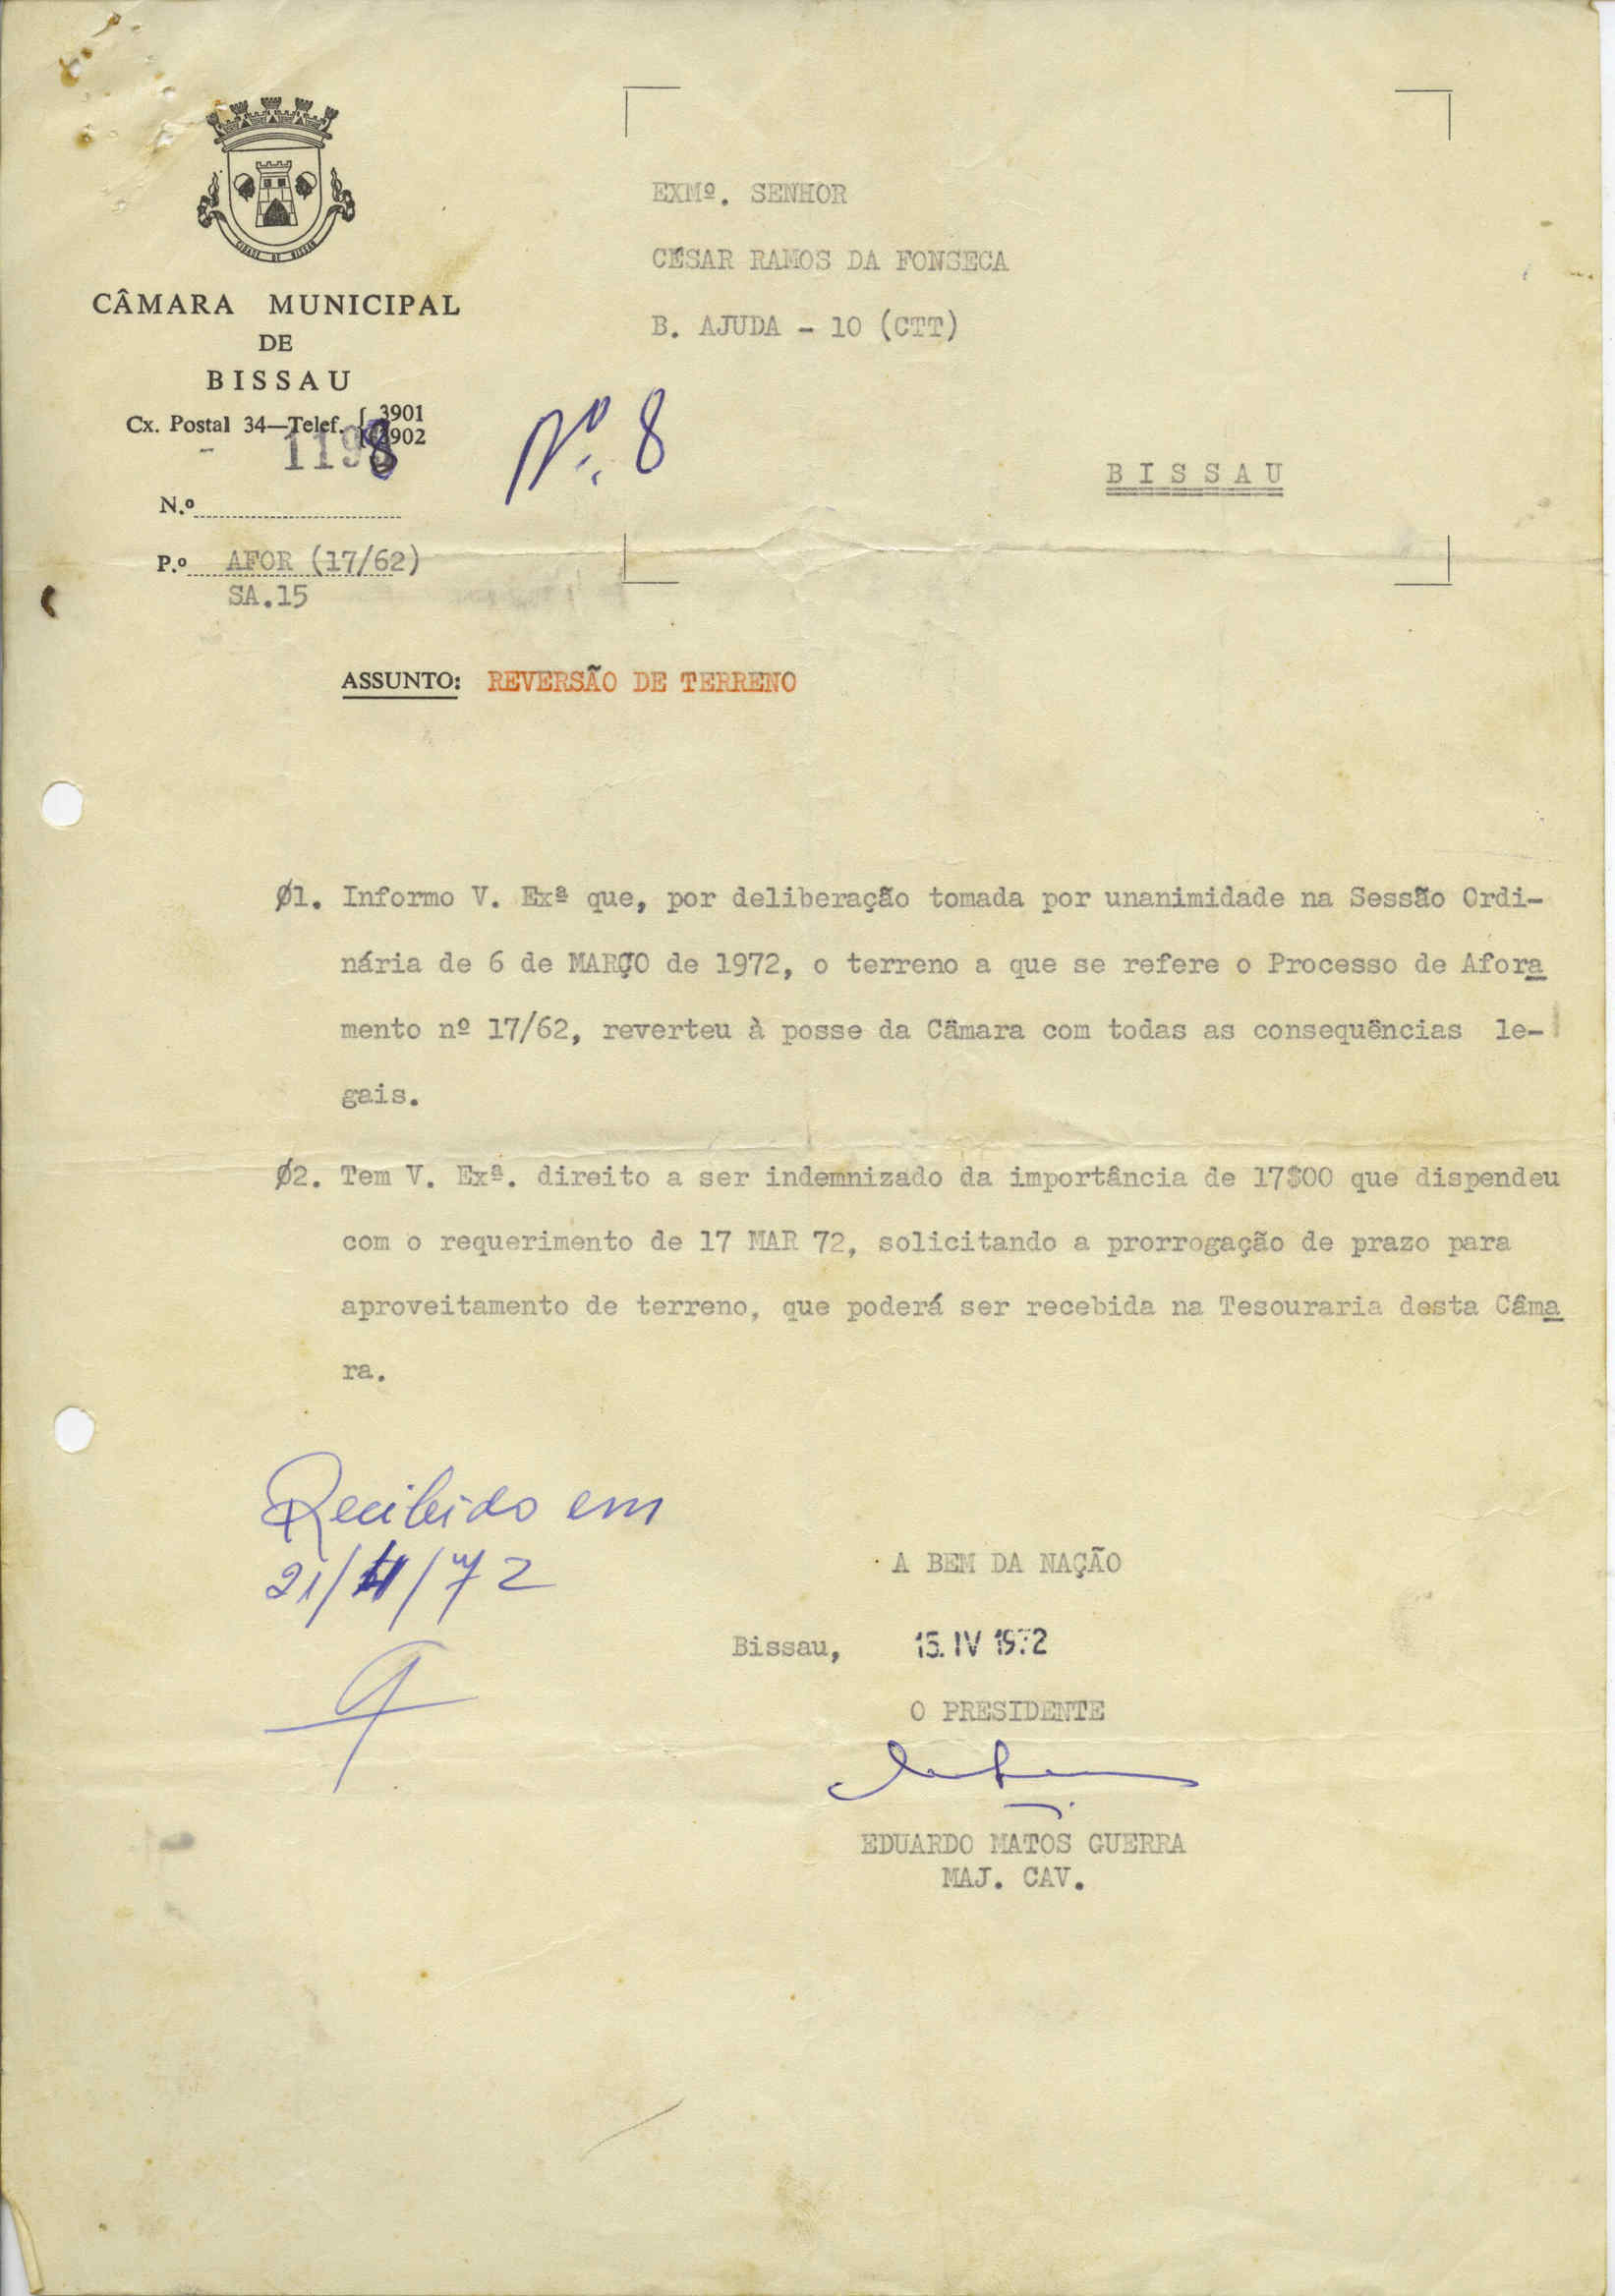 CIDADE DE BISSAU
CÂMARA MUNICIPAL
DE
BISSAU
Cx. Postal 34—Telef. { 3901
3902
1198
N.º
P.º AFOR (17/62)
SA.15
EXMº. SENHOR
CÉSAR RAMOS DA FONSECA
B. AJUDA - 10 (CTT)
Nº. 8
BISSAU
ASSUNTO: REVERSÃO DE TERRENO
Ø1. Informo V. Exª que, por deliberação tomada por unanimidade na Sessão Ordi-
nária de 6 de MARÇO de 1972, o terreno a que se refere o Processo de Afora
mento nº 17/62, reverteu à posse da Câmara com todas as consequências le-
gais.
Ø2. Tem V. Exª. direito a ser indemnizado da importância de 17$00 que dispendeu
com o requerimento de 17 MAR 72, solicitando a prorrogação de prazo para
aproveitamento de terreno, que poderá ser recebida na Tesouraria desta Câma
ra.
Recibido em
21/4/72
A BEM DA NAÇÃO
Bissau, 15. IV 1972
O PRESIDENTE
EDUARDO MATOS GUERRA
MAJ. CAV.